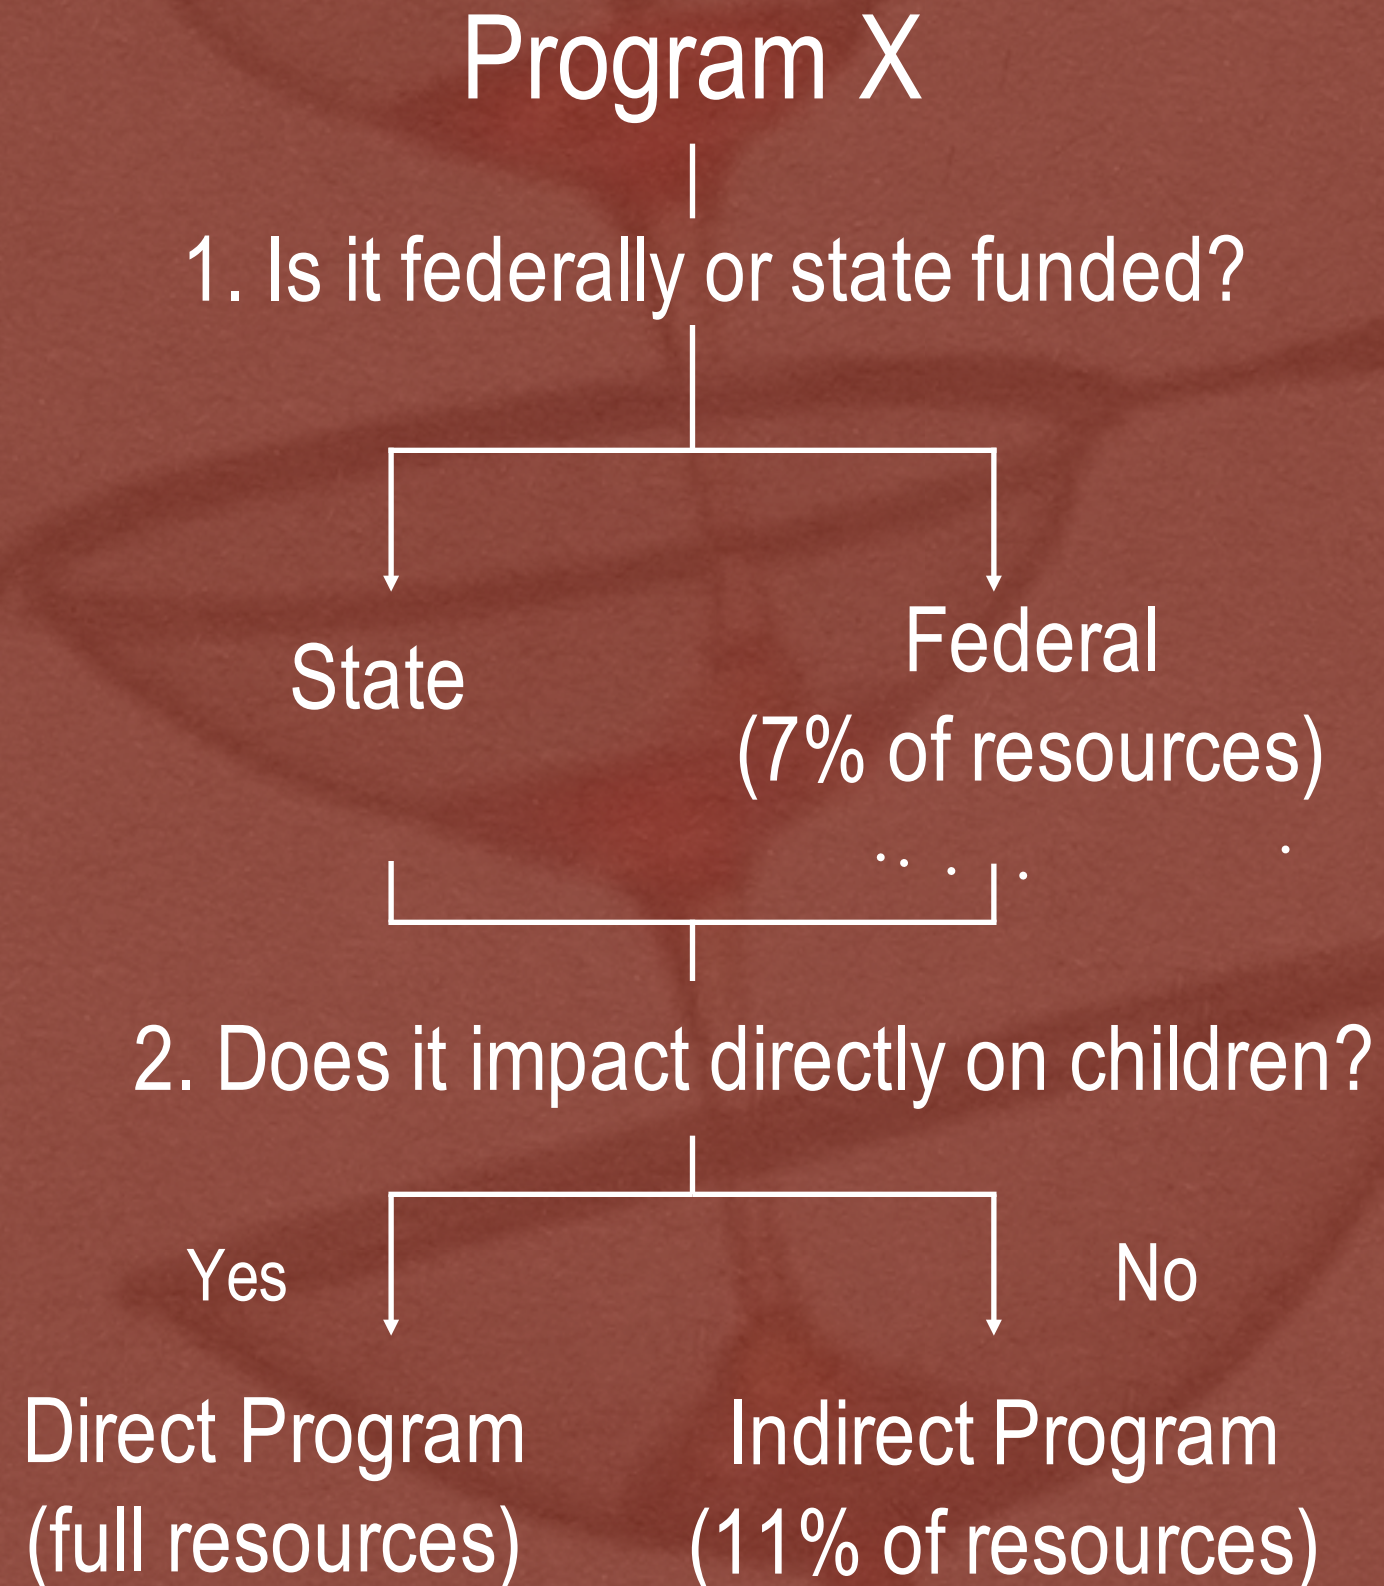 Program X
1. Is it federally or state funded?
State
Federal
(7% of resources)
2. Does it impact directly on children?
Yes
No
Direct Program
(full resources)
Indirect Program
(11% of resources)